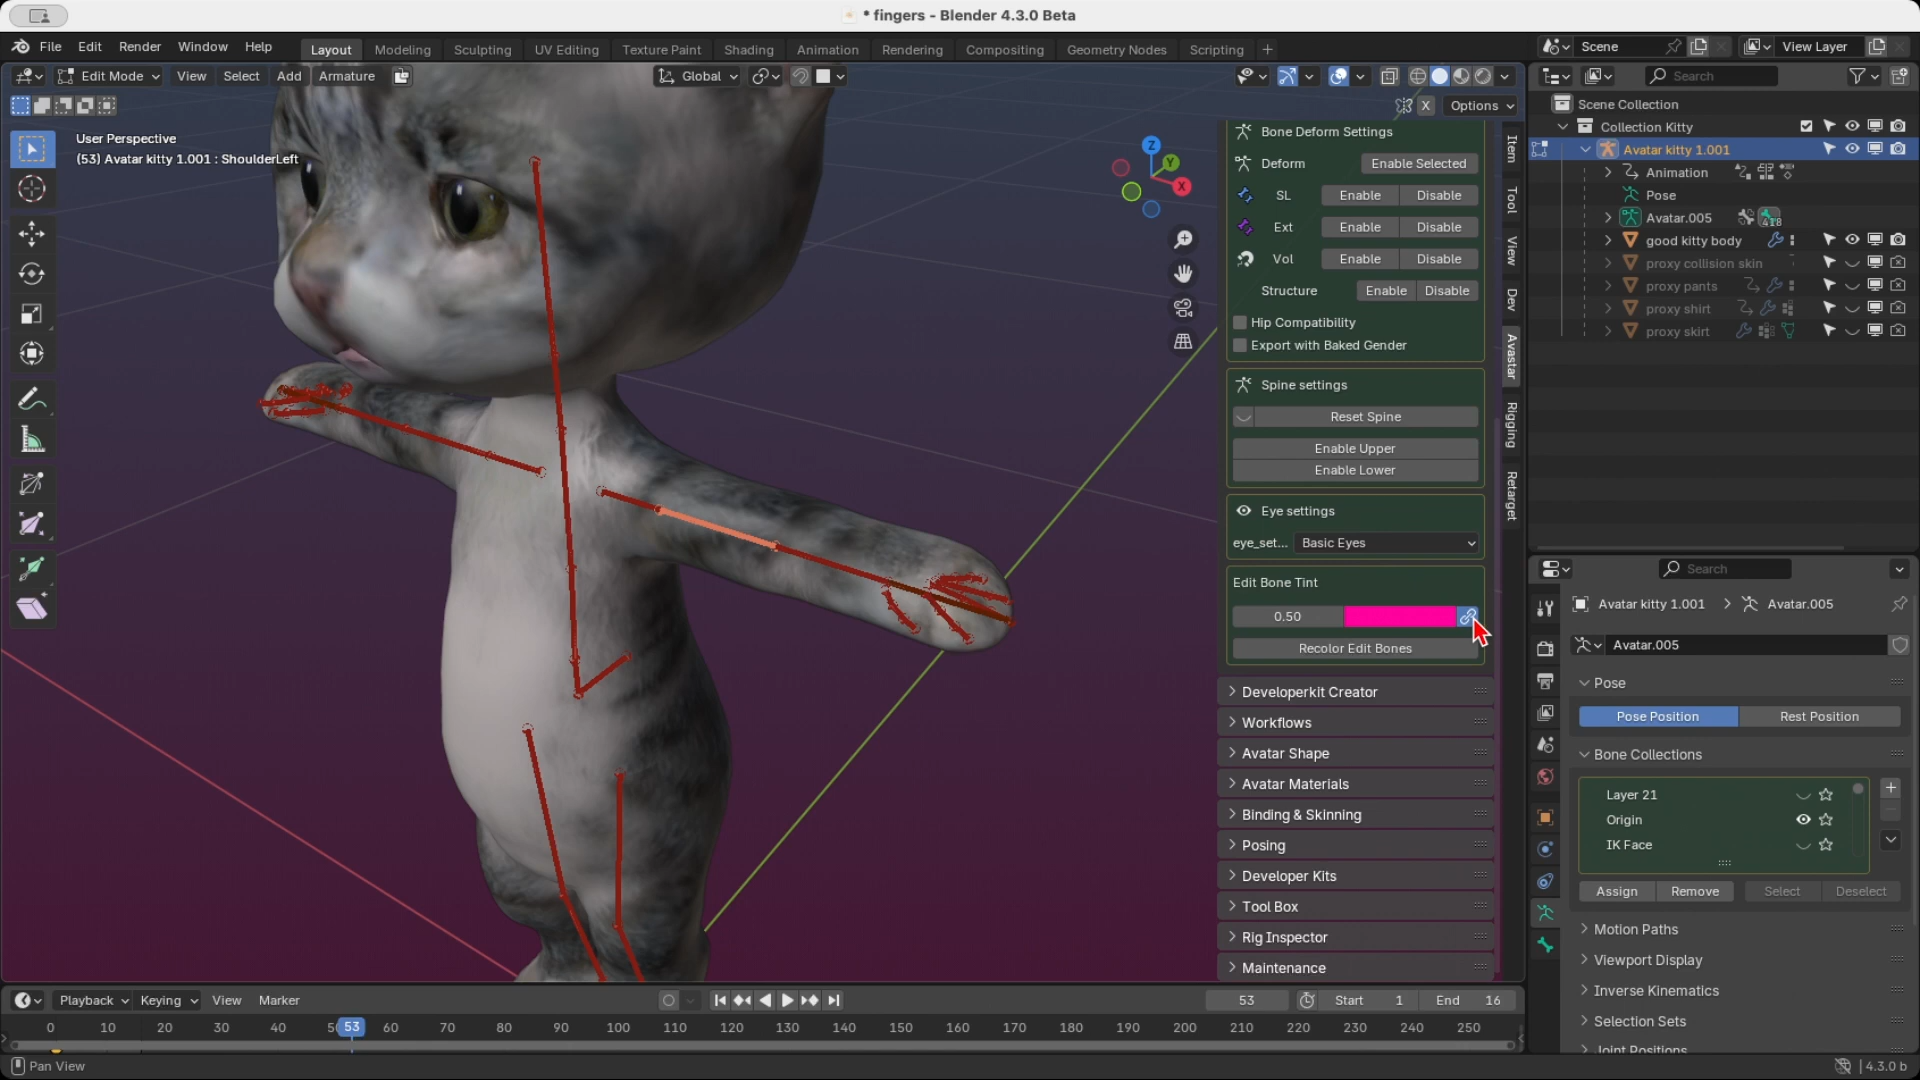 * fingers - Blender 4.3.0 Beta
File Edit Render Window Help Layout Modeling Sculpting UV Editing Texture Paint Shading Animation Rendering Compositing Geometry Nodes Scripting Scene View Layer
Edit Mode View Select Add Armature Global Search
X Options Scene Collection
Collection Kitty
User Perspective
(53) Avatar kitty 1.001 : ShoulderLeft
Avatar kitty 1.001
Animation
Pose
Avatar.005 418
good kitty body
proxy collision skin
proxy pants
proxy shirt
proxy skirt
Z
Y
X
Bone Deform Settings
Deform Enable Selected
SL Enable Disable
Ext Enable Disable
Vol Enable Disable
Structure Enable Disable
Hip Compatibility
Export with Baked Gender
Spine settings
Reset Spine
Enable Upper
Enable Lower
Eye settings
eye_set... Basic Eyes
Edit Bone Tint
0.50
Recolor Edit Bones
Developerkit Creator
Workflows
Avatar Shape
Avatar Materials
Binding & Skinning
Posing
Developer Kits
Tool Box
Rig Inspector
Maintenance
Item
Tool
View
Dev
Avastar
Rigging
Retarget
Search
Avatar kitty 1.001 Avatar.005
Avatar.005
Pose
Pose Position Rest Position
Bone Collections
Layer 21
Origin
IK Face
Assign Remove Select Deselect
Motion Paths
Viewport Display
Inverse Kinematics
Selection Sets
Joint Positions
Playback Keying View Marker 53 Start 1 End 16
0 10 20 30 40 5 53 60 70 80 90 100 110 120 130 140 150 160 170 180 190 200 210 220 230 240 250
Pan View 4.3.0 b